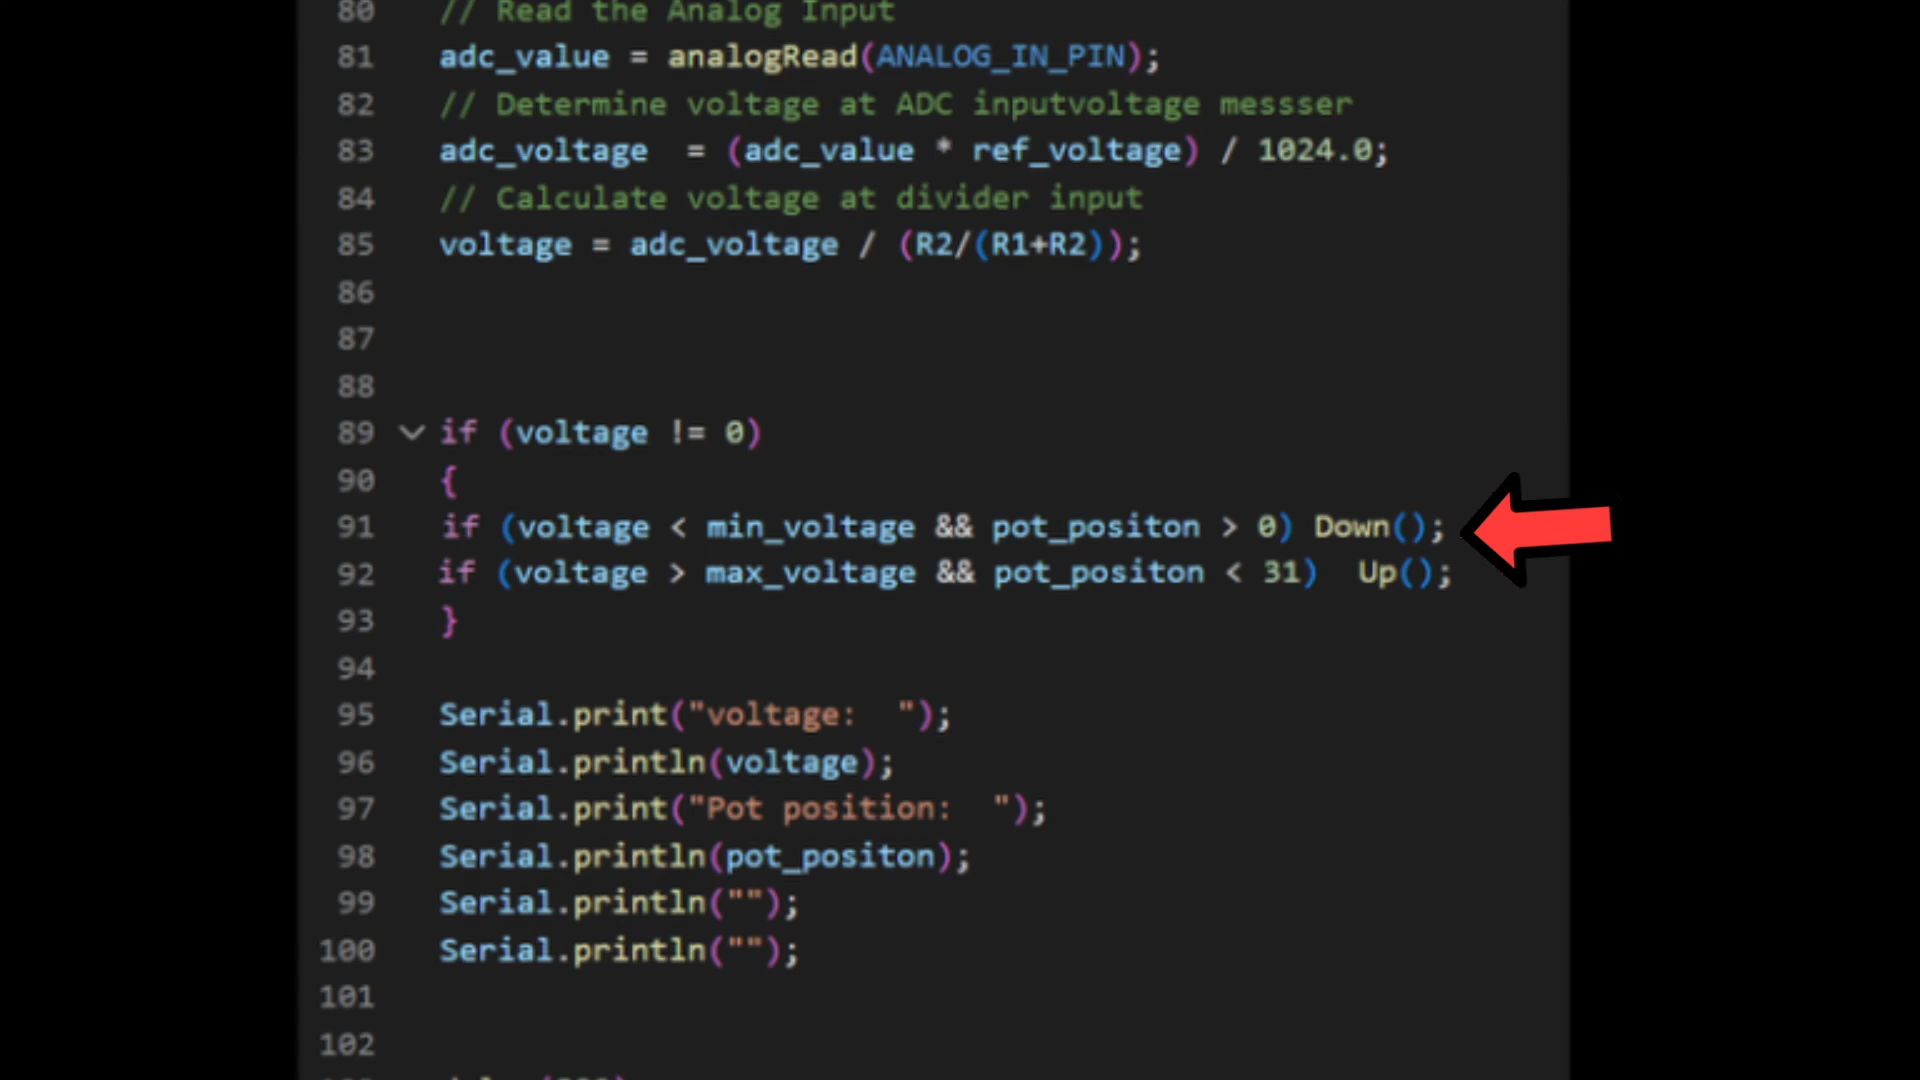 80 // Read the Analog Input
81 adc_value = analogRead(ANALOG_IN_PIN);
82 // Determine voltage at ADC inputvoltage messser
83 adc_voltage  = (adc_value * ref_voltage) / 1024.0;
84 // Calculate voltage at divider input
85 voltage = adc_voltage / (R2/(R1+R2));
86
87
88
89 if (voltage != 0)
90 {
91 if (voltage < min_voltage && pot_positon > 0) Down();
92 if (voltage > max_voltage && pot_positon < 31)  Up();
93 }
94
95 Serial.print("voltage:  ");
96 Serial.println(voltage);
97 Serial.print("Pot position:  ");
98 Serial.println(pot_positon);
99 Serial.println("");
100 Serial.println("");
101
102